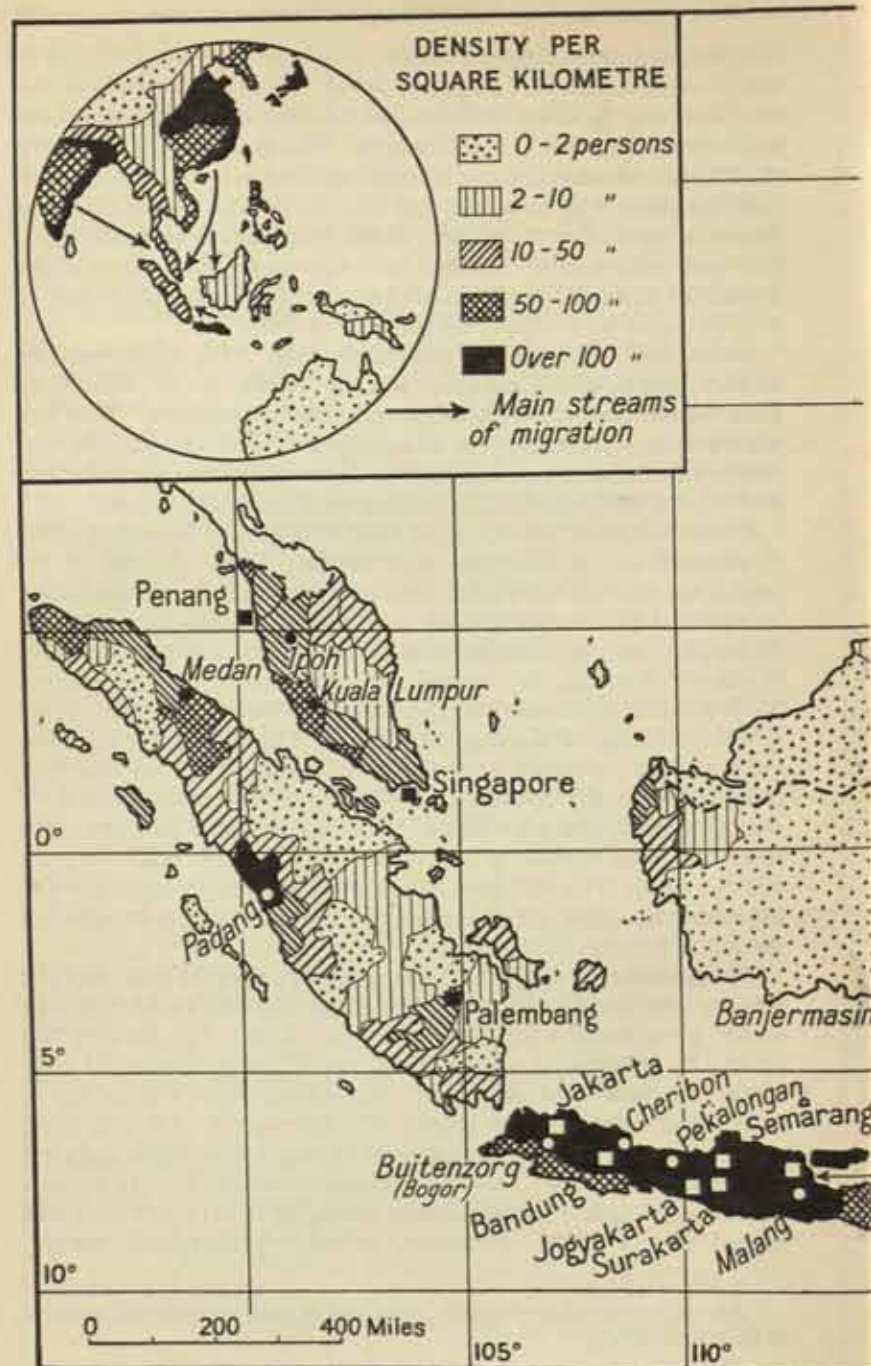 DENSITY PER
SQUARE KILOMETRE
0-2 persons
2-10 "
10-50 "
50-100 "
Over 100 "
Main streams
of migration
Penang
Ipoh
Medan
Kuala Lumpur
Singapore
0°
Padang
Palembang
Banjermasin
5°
Jakarta
Cheribon
Pekalongan
Semarang
Buitenzorg
(Bogor)
Bandung
Jogyakarta
Surakarta
Malang
10°
0 200 400 Miles
105°
110°